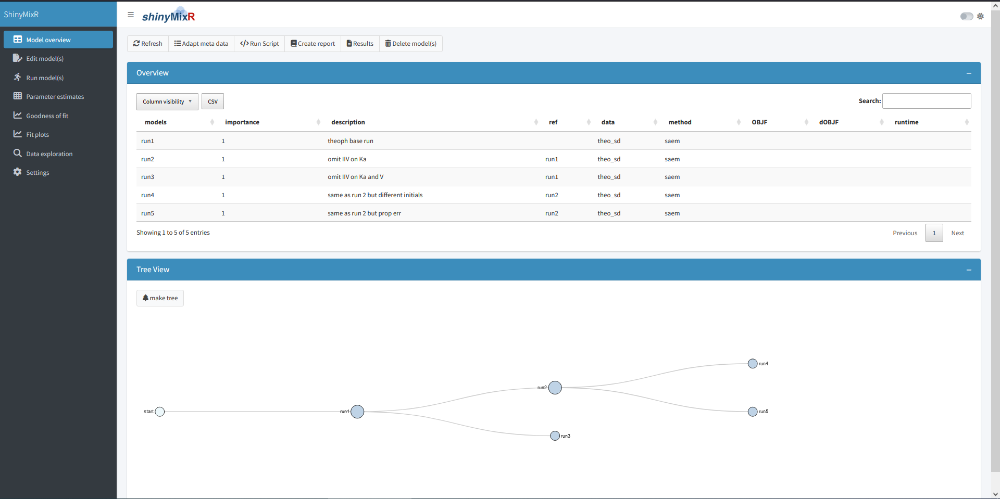 ShinyMixR
shinyMixR
Model overview
Edit model(s)
Run model(s)
Parameter estimates
Goodness of fit
Fit plots
Data exploration
Settings
Refresh Adapt meta data Run Script Create report Results Delete model(s)
Overview
Column visibility CSV Search:
models importance description ref data method OBJF dOBJF runtime
run1 1 theoph base run theo_sd saem
run2 1 omit IIV on Ka run1 theo_sd saem
run3 1 omit IIV on Ka and V run1 theo_sd saem
run4 1 same as run 2 but different initials run2 theo_sd saem
run5 1 same as run 2 but prop err run2 theo_sd saem
Showing 1 to 5 of 5 entries Previous 1 Next
Tree View
make tree
run4
run2
start run1 run5
run3